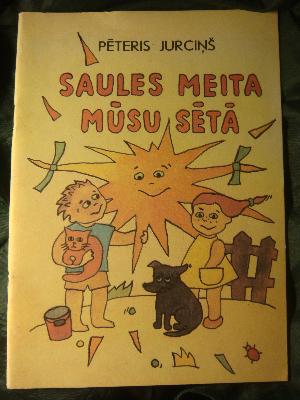 PĒTERIS JURCIŅŠ
SAULES MEITA
MŪSU SĒTĀ